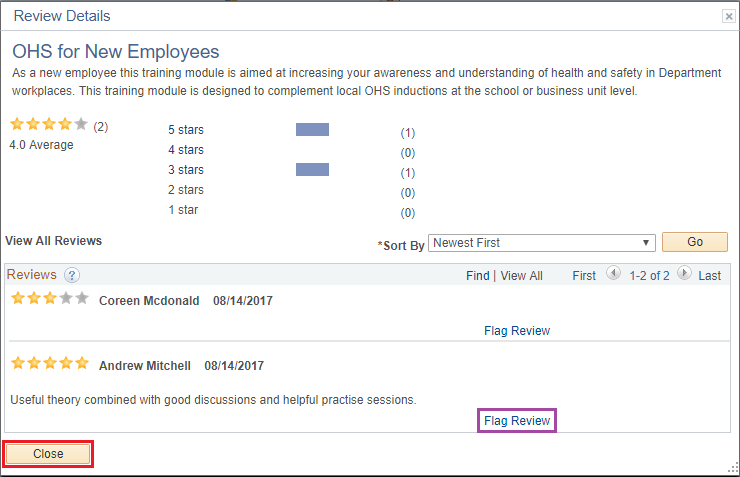 Review Details
OHS for New Employees
As a new employee this training module is aimed at increasing your awareness and understanding of health and safety in Department
workplaces. This training module is designed to complement local OHS inductions at the school or business unit level.
(2)
4.0 Average
5 stars (1)
4 stars (0)
3 stars (1)
2 stars (0)
1 star (0)
View All Reviews
*Sort By Newest First Go
Reviews ? Find | View All First 1-2 of 2 Last
Coreen Mcdonald 08/14/2017
Flag Review
Andrew Mitchell 08/14/2017
Useful theory combined with good discussions and helpful practise sessions.
Flag Review
Close